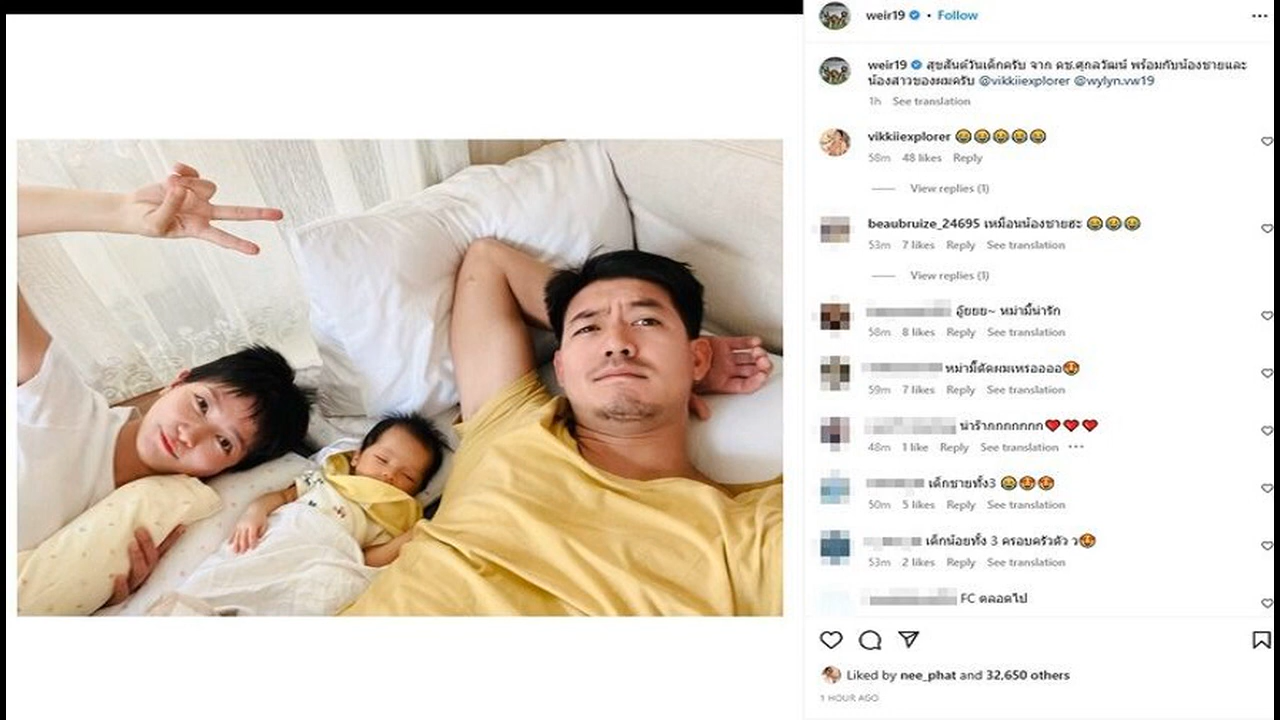 weir19 • Follow
weir19 สุขสันต์วันเด็กครับ จาก ดช.ศุกลวัฒน์ พร้อมกับน้องชายและ
น้องสาวของผมครับ @vikkiiexplorer @wylyn.vw19
1h See translation
vikkiiexplorer 😂😂😂😂😂
58m 48 likes Reply
View replies (1)
beaubruize_24695 เหมือนน้องชายฮะ 😂😂😂
53m 7 likes Reply See translation
View replies (1)
อุ๊ยยย~ หม่ามี๊น่ารัก
58m 8 likes Reply See translation
หม่ามี๊ตัดผมเหรออออ🤩
59m 7 likes Reply See translation
น่าร้ากกกกกกก❤️❤️❤️
48m 1 like Reply See translation
เด็กชายทั้ง3 😂🤩🤩
50m 5 likes Reply See translation
เด็กน้อยทั้ง 3 ครอบครัวตัว ว🤩
53m 2 likes Reply See translation
FC ตลอดไป
Liked by nee_phat and 32,650 others
1 HOUR AGO